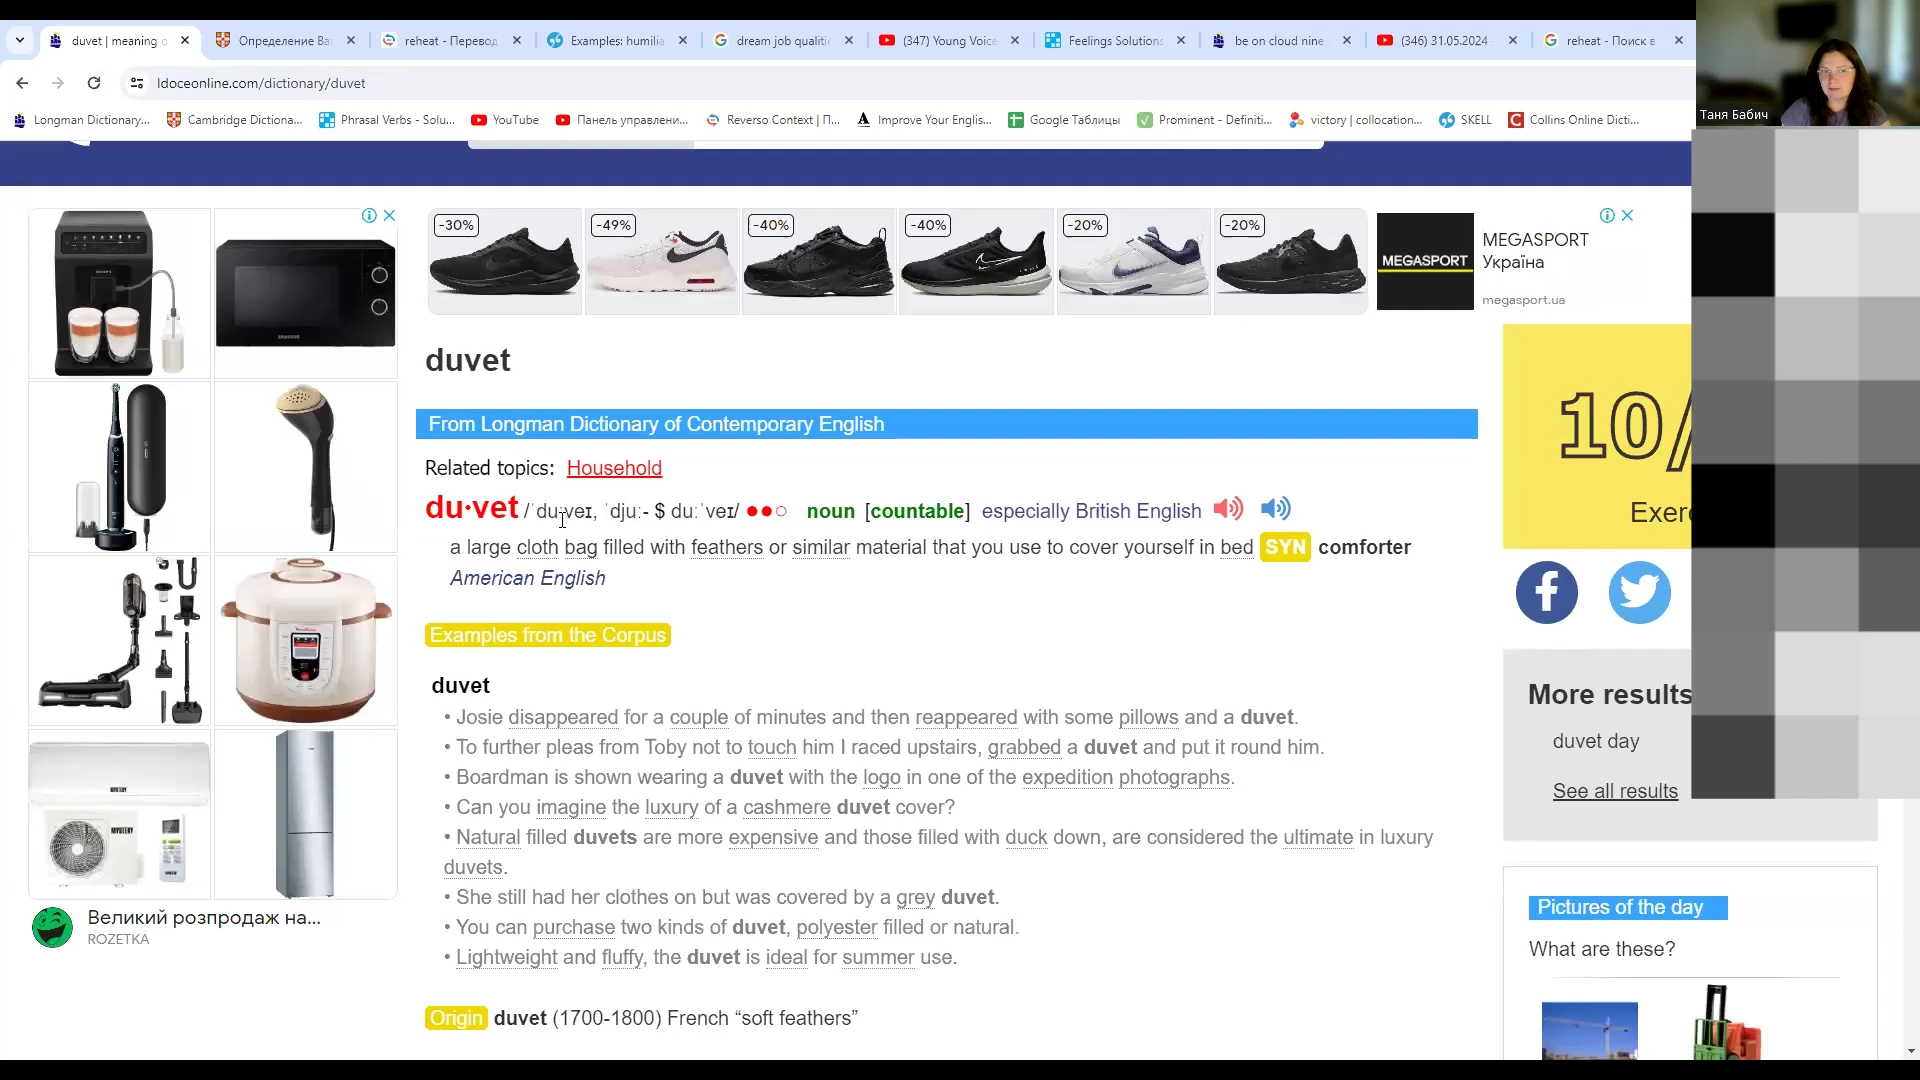 duvet | meaning o
Определение Ва
reheat - Перевод
Examples: humilia
dream job qualitie
(347) Young Voice
Feelings Solutions
be on cloud nine
(346) 31.05.2024 -
reheat - Поиск в
ldoceonline.com/dictionary/duvet
Longman Dictionary...
Cambridge Dictiona...
Phrasal Verbs - Solu...
YouTube
Панель управлени...
Reverso Context | П...
Improve Your Englis...
Google Таблицы
Prominent - Definiti...
victory | collocation...
SKELL
Collins Online Dicti...
Таня Бабич
-30%
-49%
-40%
-40%
-20%
-20%
MEGASPORT
MEGASPORT
Україна
megasport.ua
SAMSUNG
duvet
From Longman Dictionary of Contemporary English
Related topics: Household
du·vet /ˈduːveɪ, ˈdjuː- $ duːˈveɪ/ ●●○ noun [countable] especially British English
a large cloth bag filled with feathers or similar material that you use to cover yourself in bed SYN comforter
American English
Examples from the Corpus
duvet
• Josie disappeared for a couple of minutes and then reappeared with some pillows and a duvet.
• To further pleas from Toby not to touch him I raced upstairs, grabbed a duvet and put it round him.
• Boardman is shown wearing a duvet with the logo in one of the expedition photographs.
• Can you imagine the luxury of a cashmere duvet cover?
• Natural filled duvets are more expensive and those filled with duck down, are considered the ultimate in luxury
duvets.
• She still had her clothes on but was covered by a grey duvet.
• You can purchase two kinds of duvet, polyester filled or natural.
• Lightweight and fluffy, the duvet is ideal for summer use.
Origin duvet (1700-1800) French “soft feathers”
MYSTERY
MYSTERY
Великий розпродаж на...
ROZETKA
10/
Exerc
More results
duvet day
See all results
Pictures of the day
What are these?